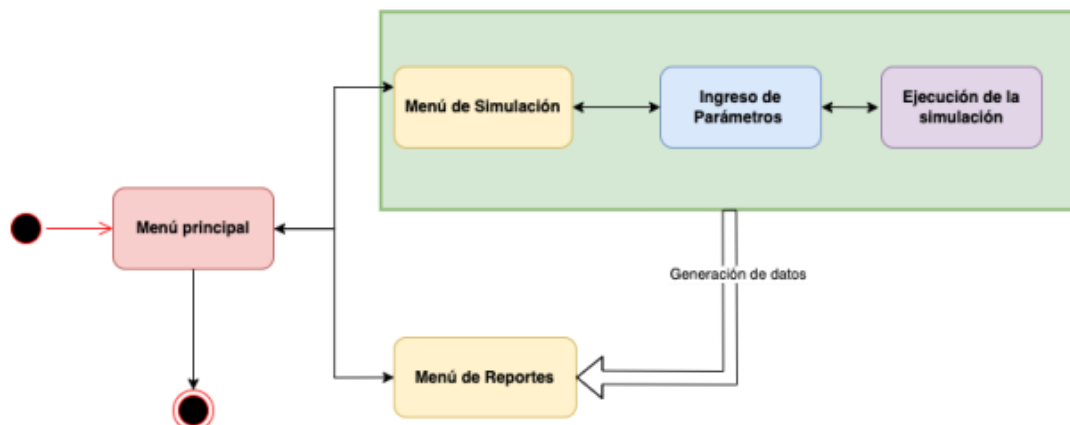 Menú de Simulación
Ingreso de
Parámetros
Ejecución de la
simulación
Menú principal
Generación de datos
Menú de Reportes